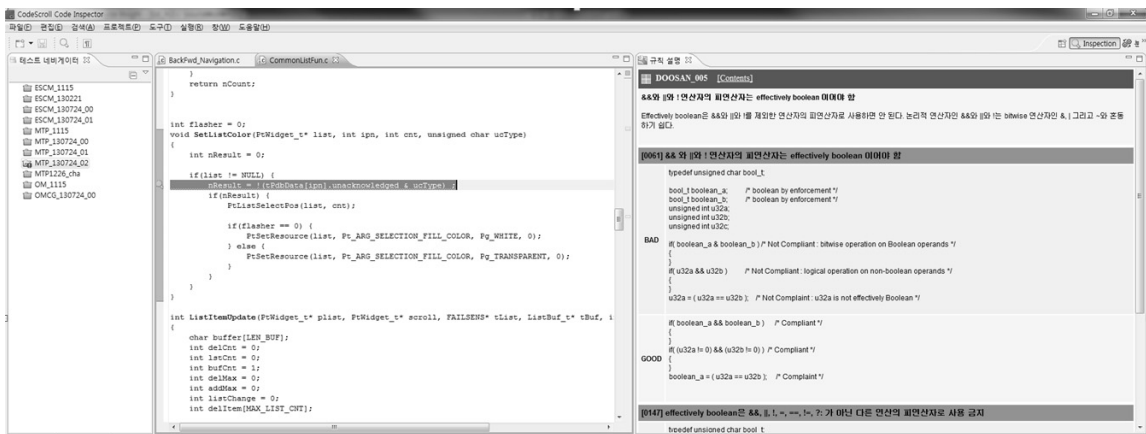 CodeScroll Code Inspector
파일(F) 편집(E) 검색(A) 프로젝트(P) 도구(T) 실행(R) 창(W) 도움말(H)
Inspection
테스트 네비게이터
ESCM_1115
ESCM_130221
ESCM_130724_00
ESCM_130724_01
MTP_1115
MTP_130724_00
MTP_130724_01
MTP_130724_02
MTP1226_cha
OM_1115
OMCG_130724_00
BackFwd_Navigation.c CommonListFun.c
}
return nCount;
}
int flasher = 0;
void SetListColor(PtWidget_t* list, int ipn, int cnt, unsigned char ucType)
{
int nResult = 0;
if(list != NULL) {
nResult = !(tPdbData[ipn].unacknowledged & ucType) ;
if(nResult) {
PtListSelectPos(list, cnt);
if(flasher == 0) {
PtSetResource(list, Pt_ARG_SELECTION_FILL_COLOR, Pg_WHITE, 0);
} else {
PtSetResource(list, Pt_ARG_SELECTION_FILL_COLOR, Pg_TRANSPARENT, 0);
}
}
}
}
int ListItemUpdate(PtWidget_t* plist, PtWidget_t* scroll, FAILSENS* tList, ListBuf_t* tBuf, i
{
char buffer[LEN_BUF];
int delCnt = 0;
int lstCnt = 0;
int bufCnt = 1;
int delMax = 0;
int addMax = 0;
int listChange = 0;
int delItem[MAX_LIST_CNT];
규칙 설명
DOOSAN_005 [Contents]
&&와 ||와 ! 연산자의 피연산자는 effectively boolean 이어야 함
Effectively boolean은 &&와 ||와 !를 제외한 연산자의 피연산자로 사용하면 안 된다. 논리적 연산자인 &&와 ||와 !는 bitwise 연산자인 &, | 그리고 ~와 혼동
하기 쉽다.
[0061] && 와 ||와 ! 연산자의 피연산자는 effectively boolean 이어야 함
typedef unsigned char bool_t;
bool_t boolean_a; /* boolean by enforcement */
bool_t boolean_b; /* boolean by enforcement */
unsigned int u32a;
unsigned int u32b;
unsigned int u32c;
BAD
if( boolean_a & boolean_b ) /* Not Compliant : bitwise operation on Boolean operands */
{
}
if( u32a && u32b ) /* Not Compliant : logical operation on non-boolean operands */
{
}
u32a = ( u32a == u32b ); /* Not Complaint : u32a is not effectively Boolean */
if( boolean_a && boolean_b ) /* Compliant */
{
}
if( (u32a != 0) && (u32b != 0) ) /* Compliant */
GOOD
{
}
boolean_a = ( u32a == u32b ); /* Complaint */
[0147] effectively boolean은 &&, ||, !, =, ==, !=, ?: 가 아닌 다른 연산의 피연산자로 사용 금지
typedef unsigned char bool_t